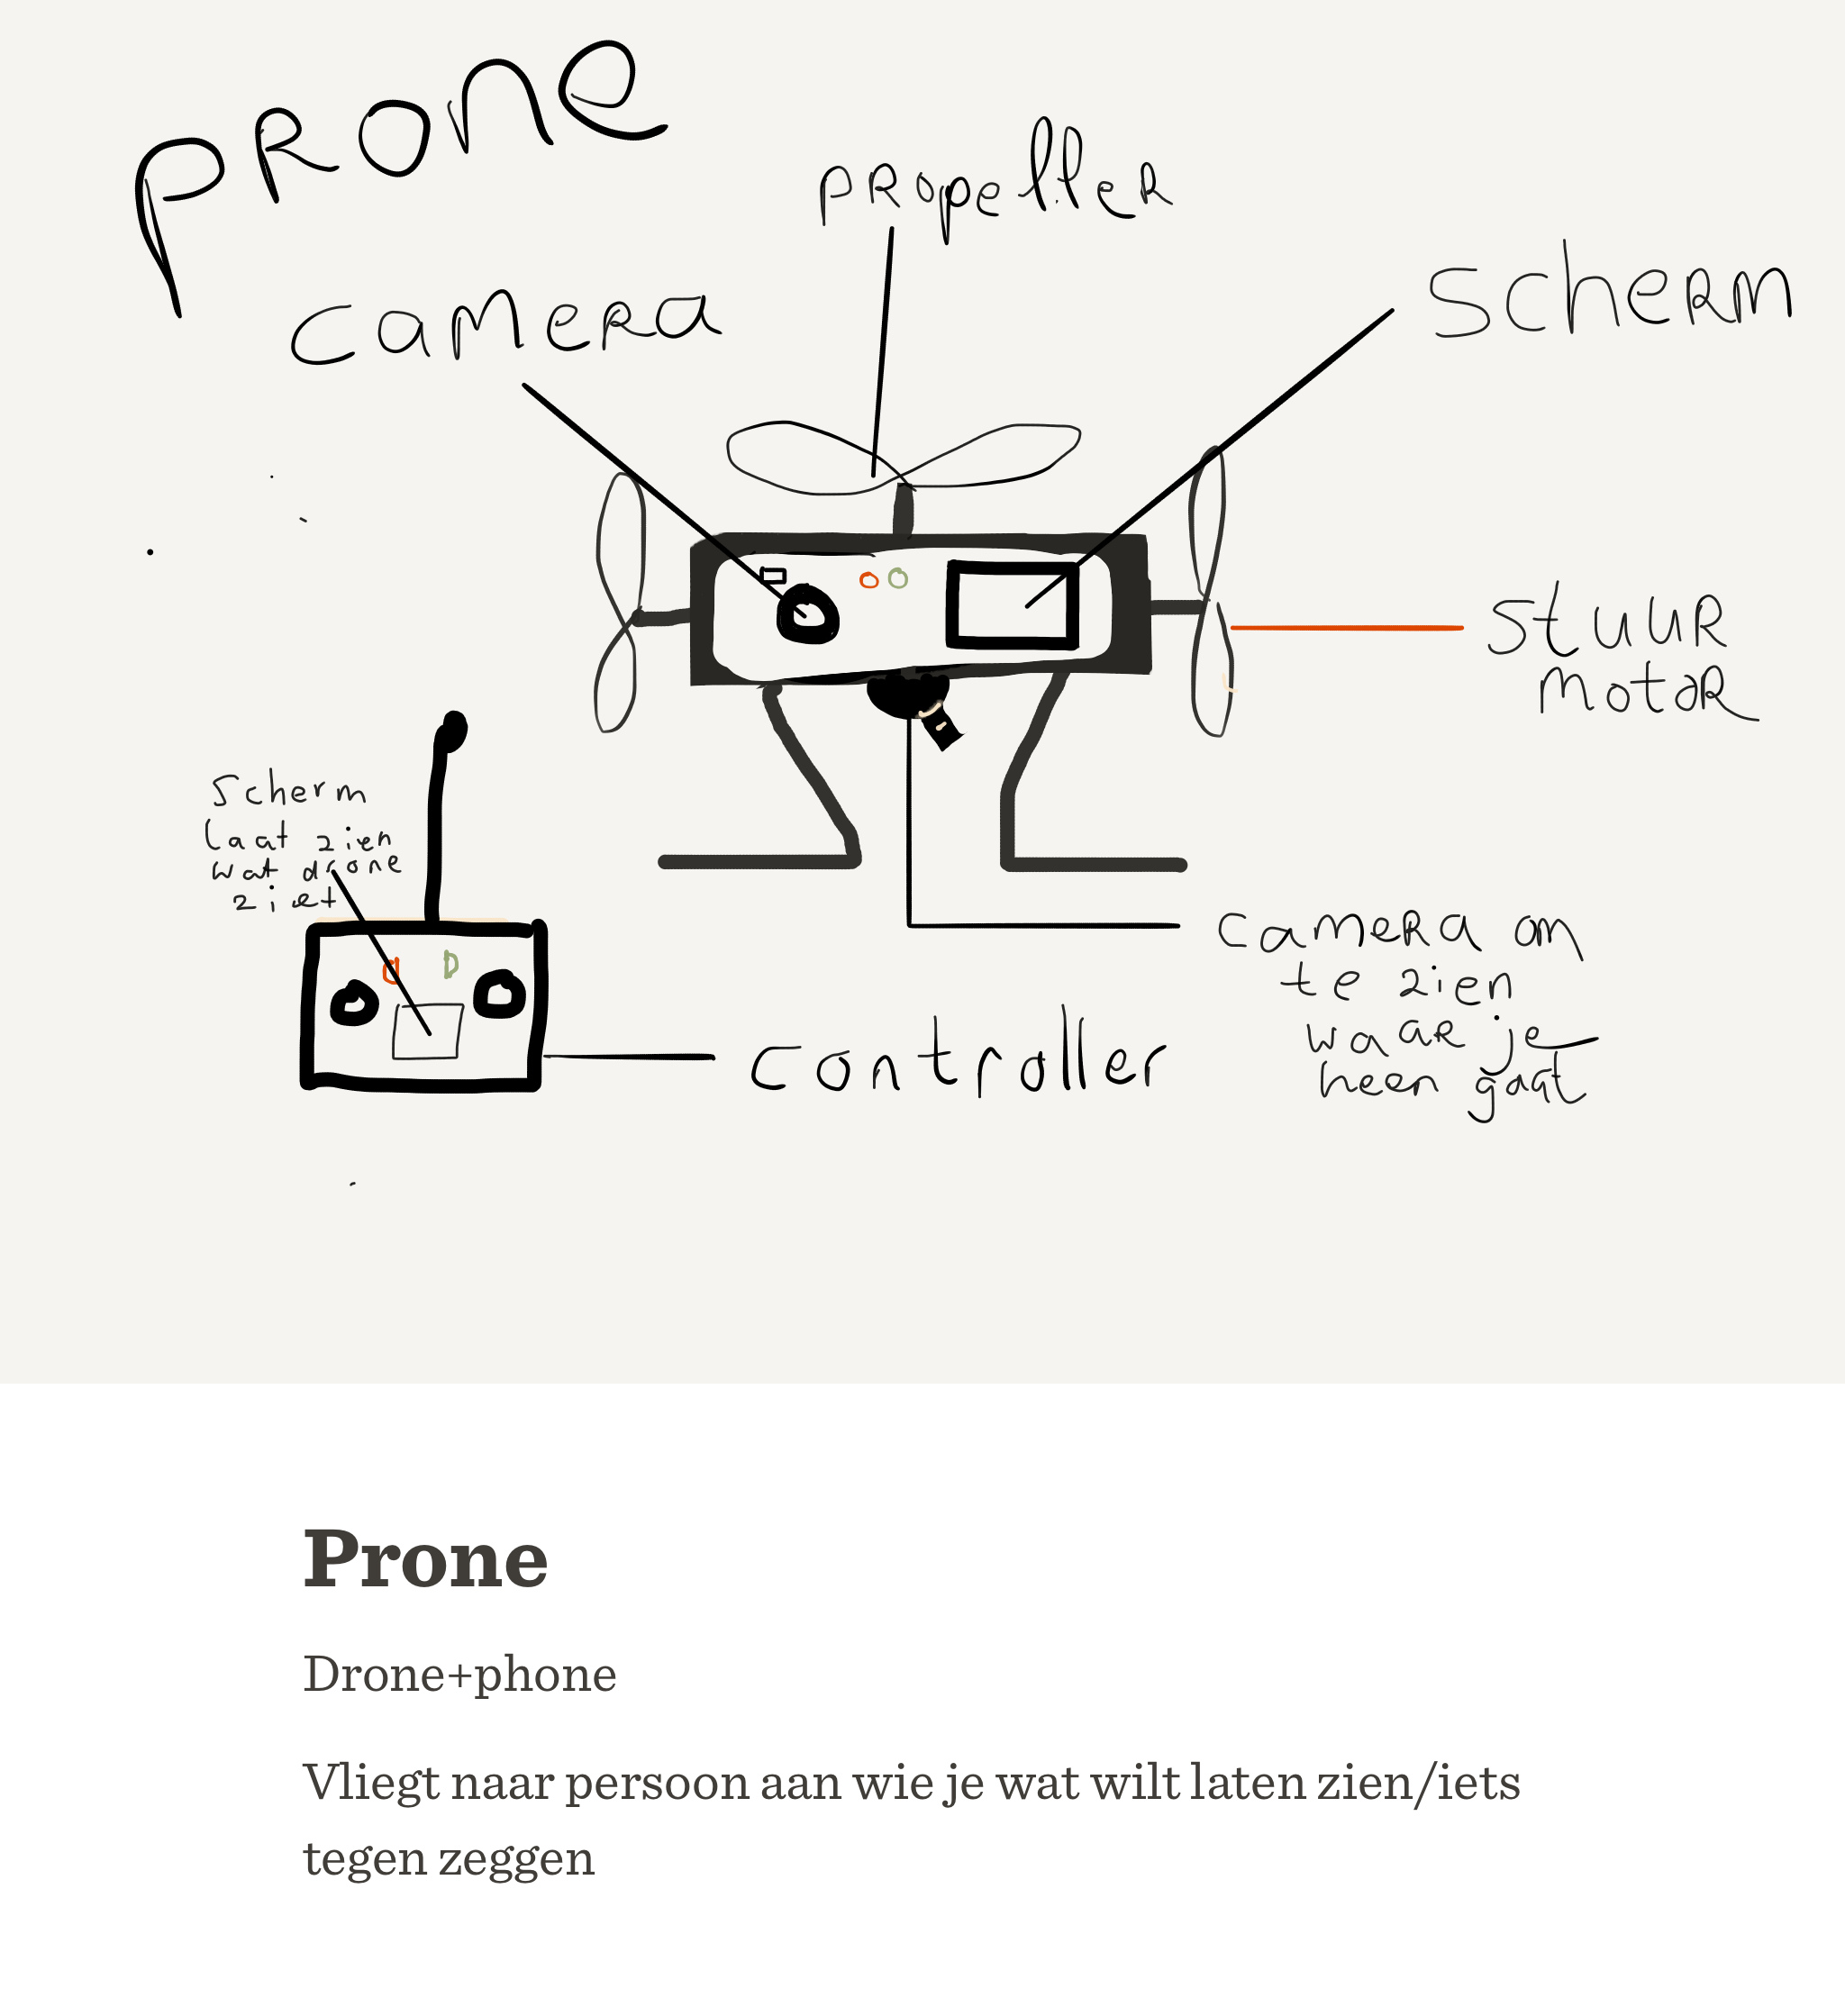 PRone
PRopelleR
cameRa
ScheRm
StuuR
motoR
Scherm
laat zien
wat drone
ziet
cameRa om
te zien
waaR je
heen gaat
controller
Prone
Drone+phone
Vliegt naar persoon aan wie je wat wilt laten zien/iets
tegen zeggen